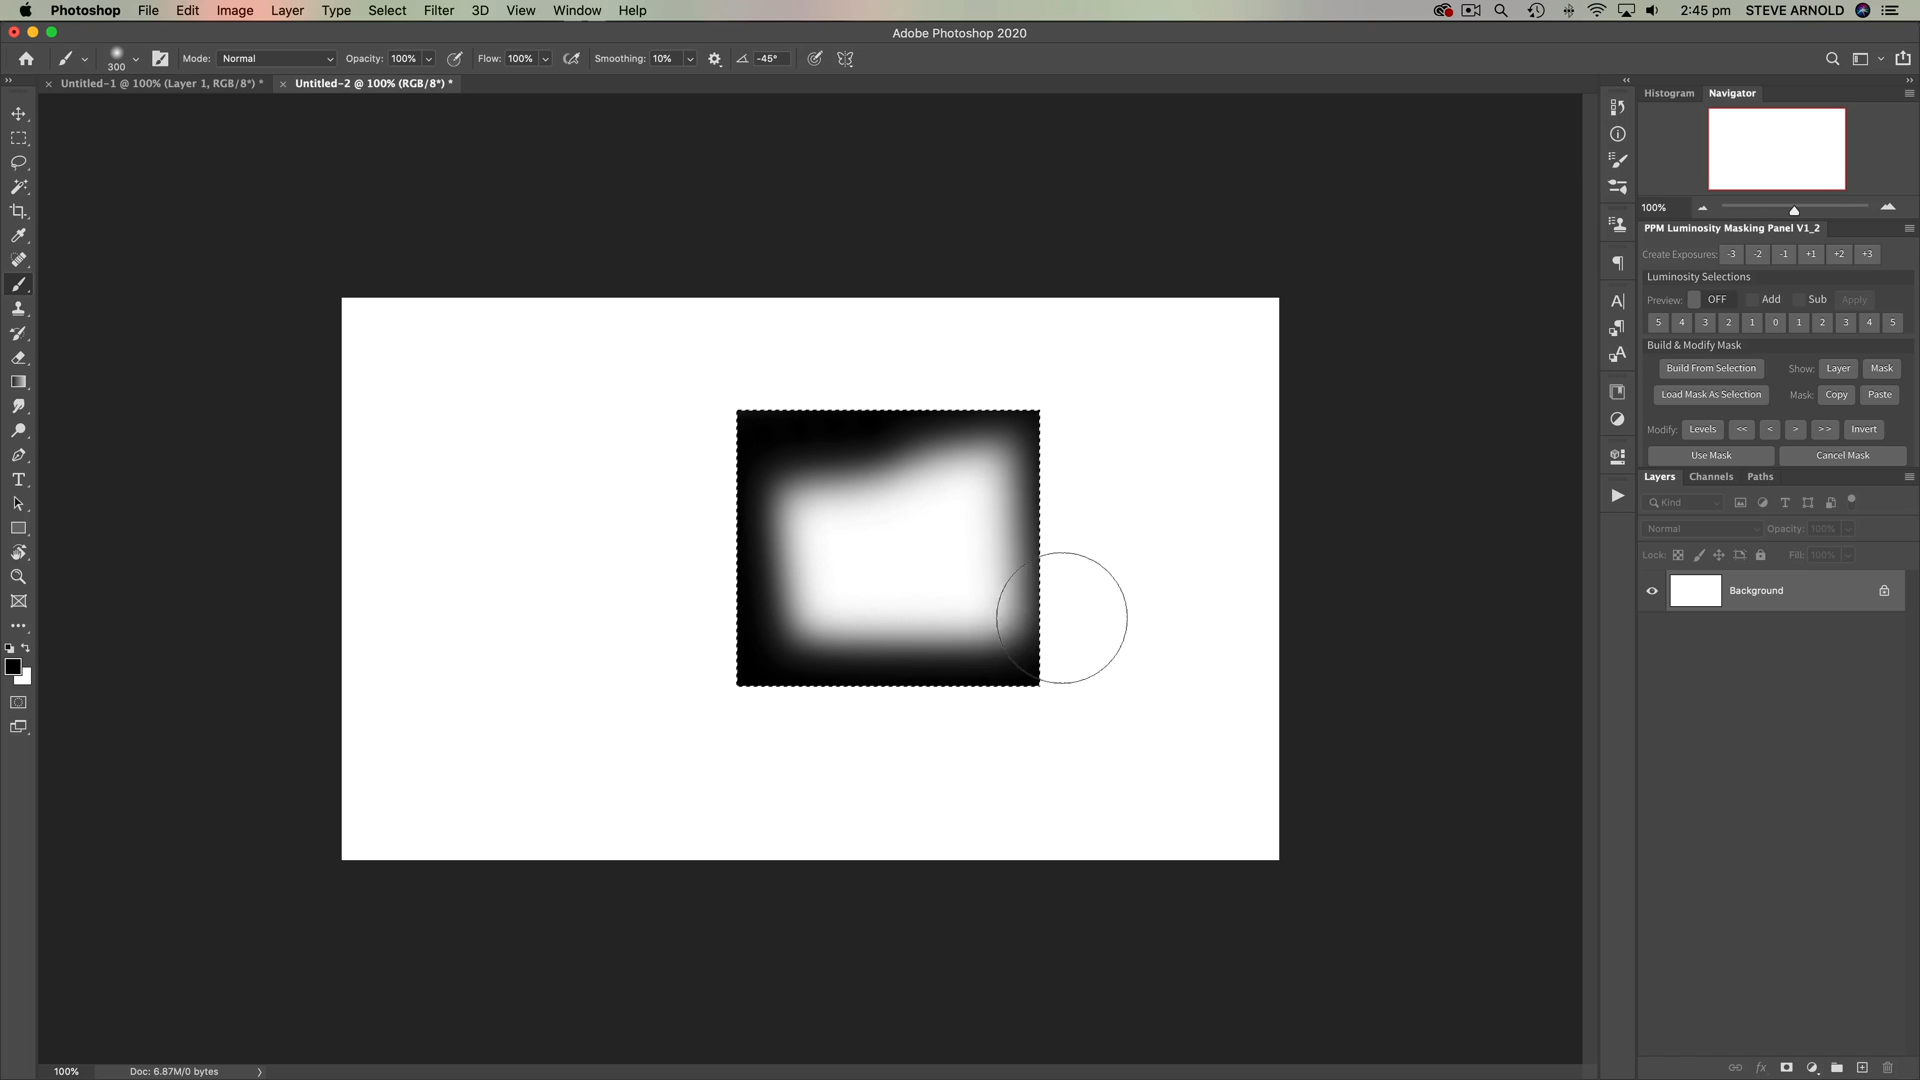 Photoshop File Edit Image Layer Type Select Filter 3D View Window Help 2:45 pm STEVE ARNOLD
Adobe Photoshop 2020
300 Mode: Normal Opacity: 100% Flow: 100% Smoothing: 10% -45°
Untitled-1 @ 100% (Layer 1, RGB/8*) * Untitled-2 @ 100% (RGB/8*) *
Histogram Navigator
100%
PPM Luminosity Masking Panel V1_2
Create Exposures: -3 -2 -1 +1 +2 +3
Luminosity Selections
Preview: OFF Add Sub Apply
5 4 3 2 1 0 1 2 3 4 5
Build & Modify Mask
Build From Selection Show: Layer Mask
Load Mask As Selection Mask: Copy Paste
Modify: Levels << < > >> Invert
Use Mask Cancel Mask
Layers Channels Paths
Kind
Normal Opacity: 100%
Lock: Fill: 100%
Background
100% Doc: 6.87M/0 bytes